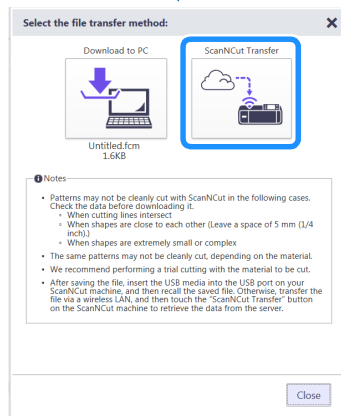 Select the file transfer method:
Download to PC
ScanNCut Transfer
Untitled.fcm
1.6KB
Notes
• Patterns may not be cleanly cut with ScanNCut in the following cases.
Check the data before downloading it.
◦ When cutting lines intersect
◦ When shapes are close to each other (Leave a space of 5 mm (1/4
inch).)
◦ When shapes are extremely small or complex
• The same patterns may not be cleanly cut, depending on the material.
• We recommend performing a trial cutting with the material to be cut.
• After saving the file, insert the USB media into the USB port on your
ScanNCut machine, and then recall the saved file. Otherwise, transfer the
file via a wireless LAN, and then touch the "ScanNCut Transfer" button
on the ScanNCut machine to retrieve the data from the server.
Close